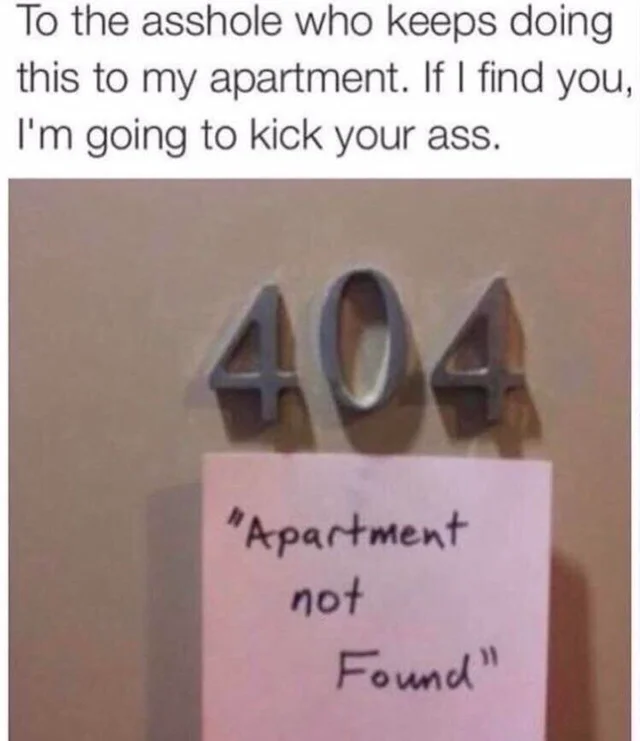 To the asshole who keeps doing
this to my apartment. If I find you,
I'm going to kick your ass.
404
"Apartment
not
Found"